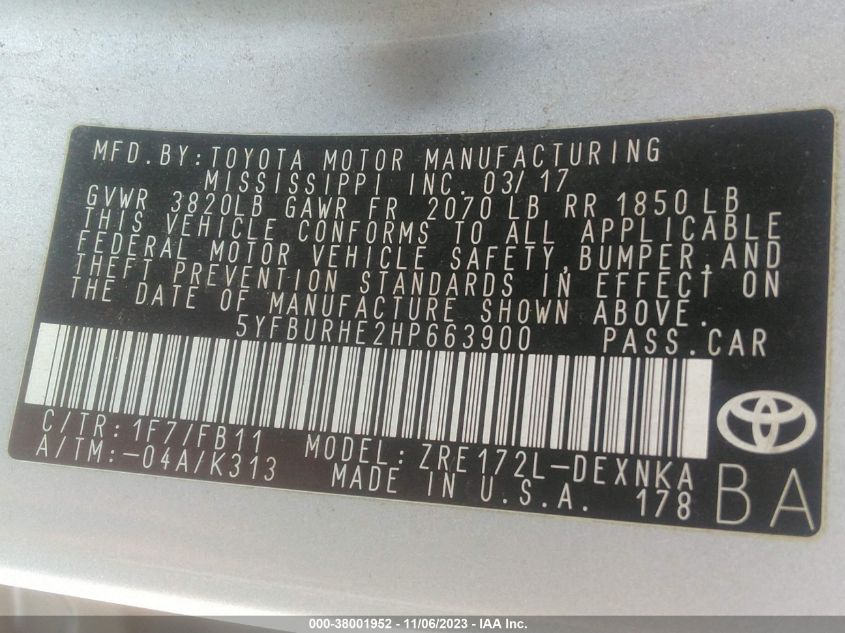 MFD.BY:TOYOTA MOTOR MANUFACTURING
MISSISSIPPI INC. 03/17
GVWR 3820LB GAWR FR 2070 LB RR 1850 LB
THIS VEHICLE CONFORMS TO ALL APPLICABLE
FEDERAL MOTOR VEHICLE SAFETY,BUMPER,AND
THEFT PREVENTION STANDARDS IN EFFECT ON
THE DATE OF MANUFACTURE SHOWN ABOVE.
5YFBURHE2HP663900 PASS.CAR
C/TR:1F7/FB11 MODEL:ZRE172L-DEXNKA
A/TM:-04A/K313 MADE IN U.S.A. 178
BA
000-38001952 - 11/06/2023 - IAA Inc.